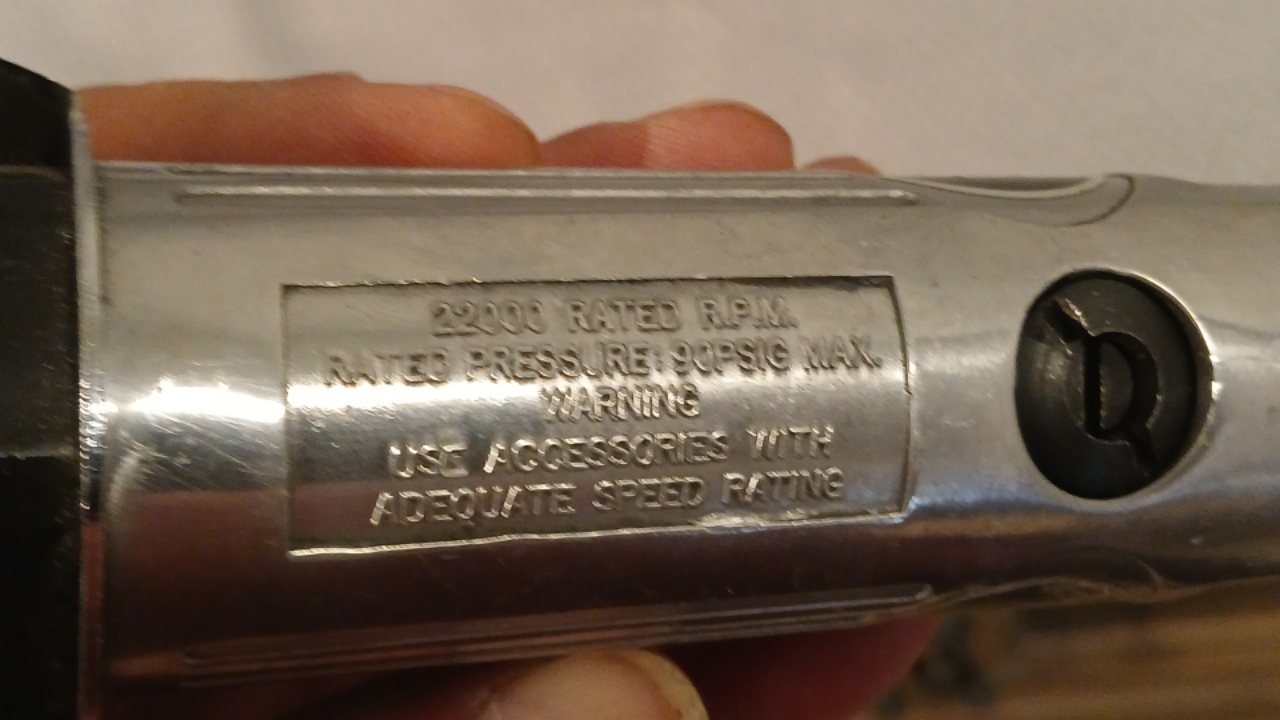 22000 RATED R.P.M.
RATED PRESSURE: 90PSIG MAX.
WARNING
USE ACCESSORIES WITH
ADEQUATE SPEED RATING